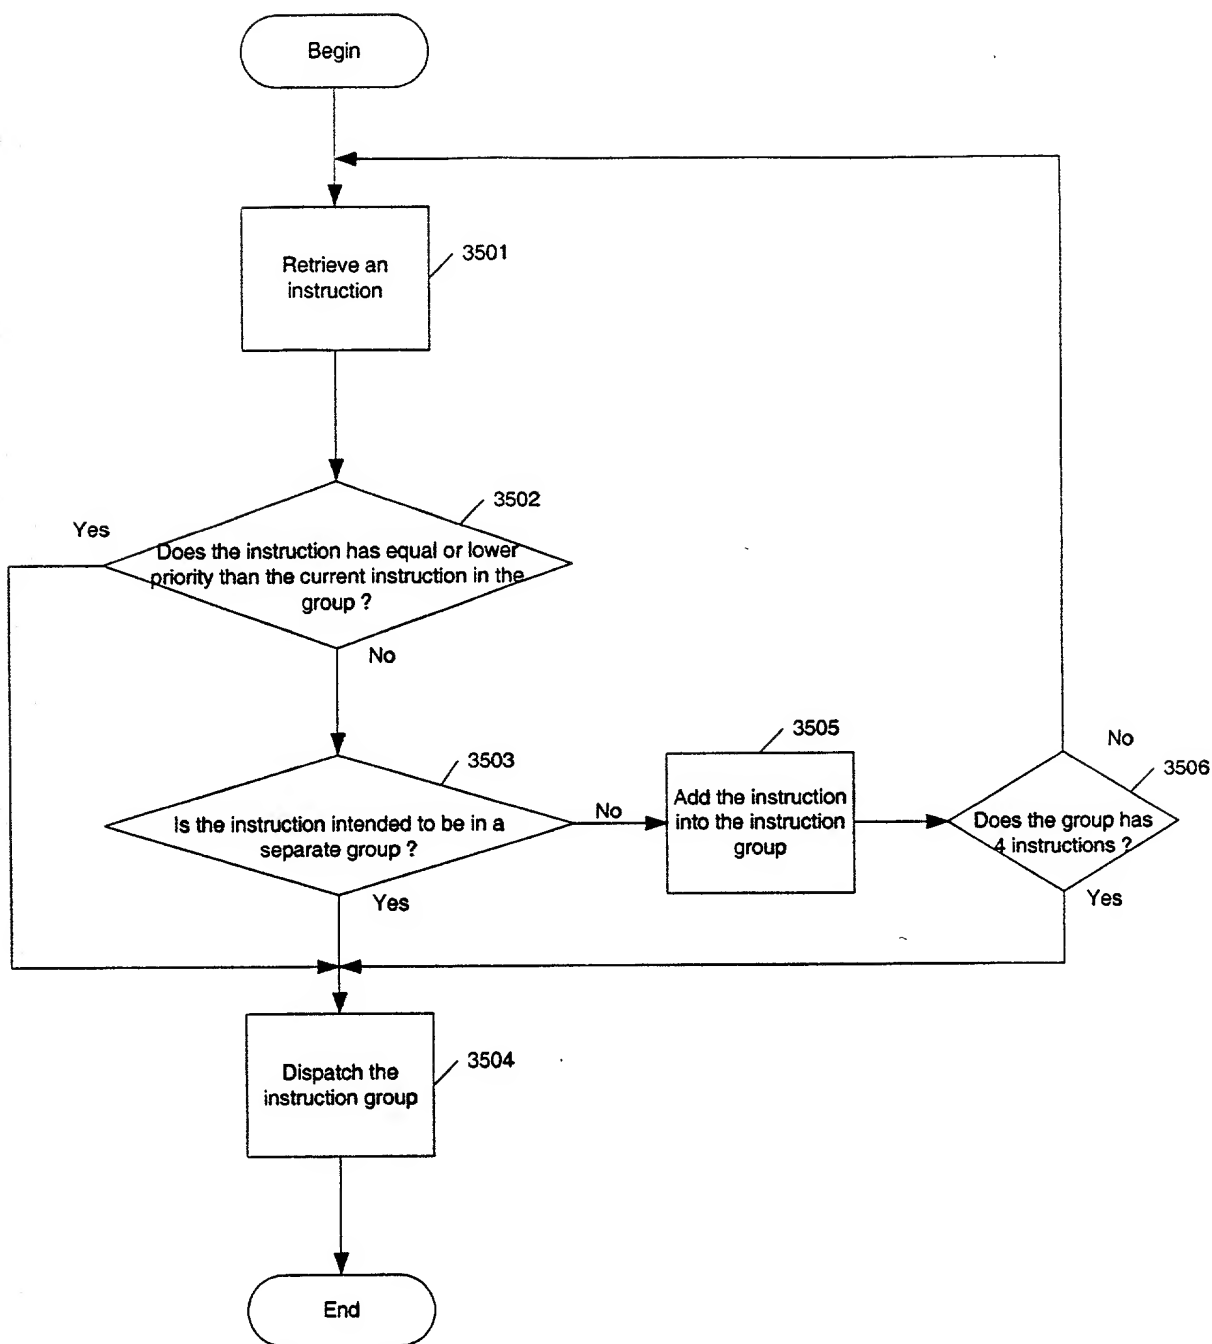 Begin
Retrieve an
instruction
3501
3502
Yes
Does the instruction has equal or lower
priority than the current instruction in the
group ?
No
3503
Is the instruction intended to be in a
separate group ?
No
Yes
3505
Add the instruction
into the instruction
group
No
3506
Does the group has
4 instructions ?
Yes
Dispatch the
instruction group
3504
End